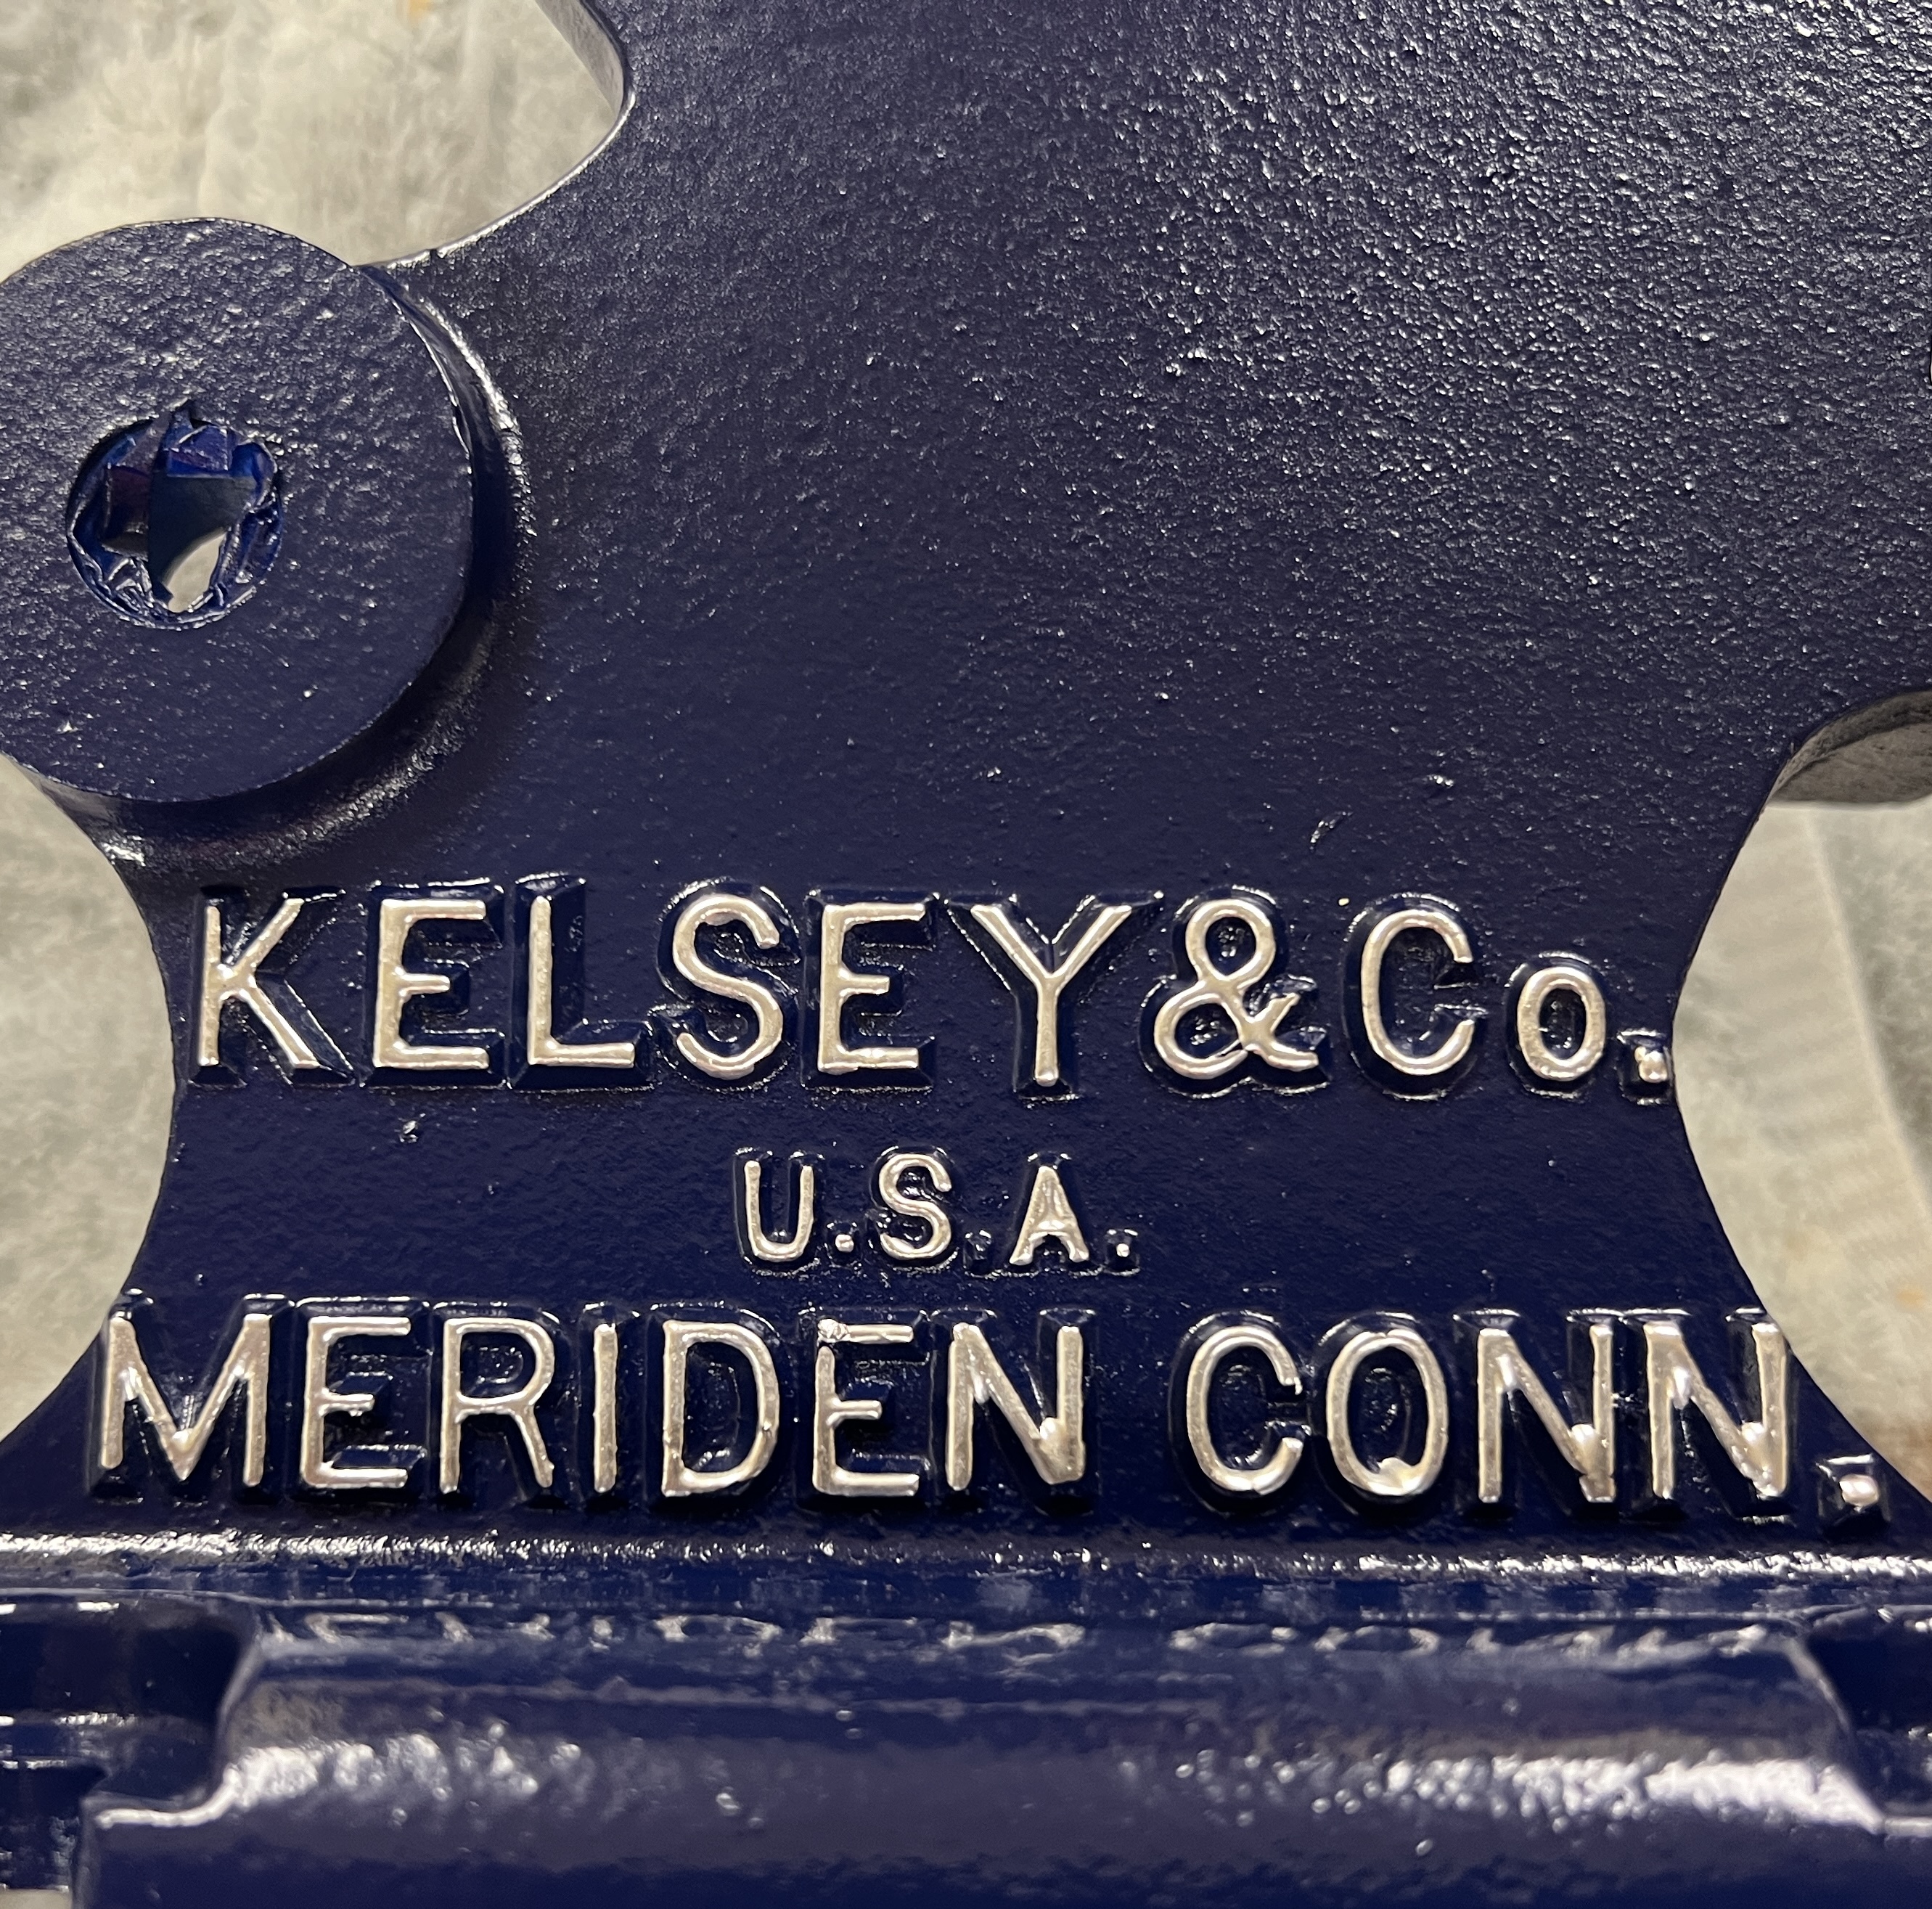 KELSEY & Co.
U.S.A.
MERIDEN CONN.